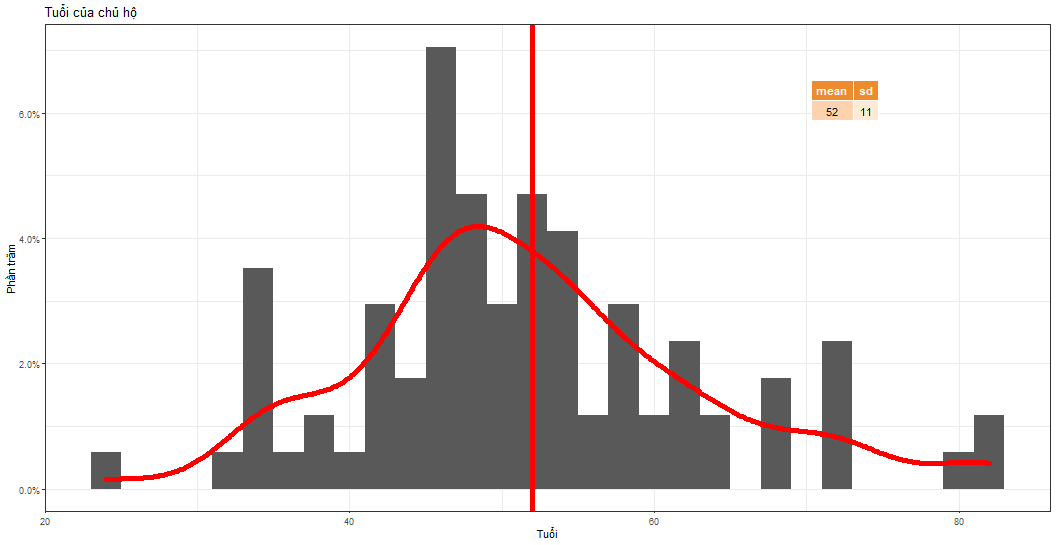 Tuổi của chủ hộ
mean sd
52 11
6.0%
4.0%
2.0%
0.0%
Phần trăm
20 40 60 80
Tuổi